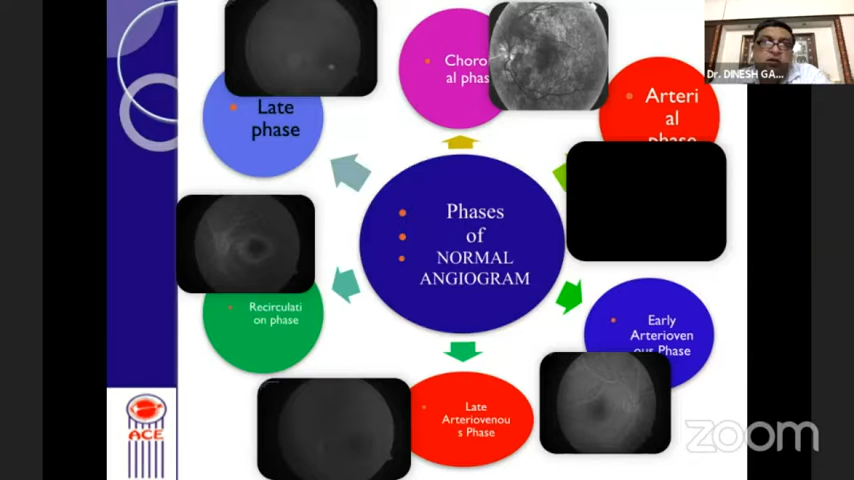 Choro
al phas
Dr. DINESH GA...
Arteri
al
phase
Late
phase
Phases
of
NORMAL
ANGIOGRAM
Recirculati
on phase
Early
Arterioven
ous Phase
Late
Arteriovenou
s Phase
ACE
zoom